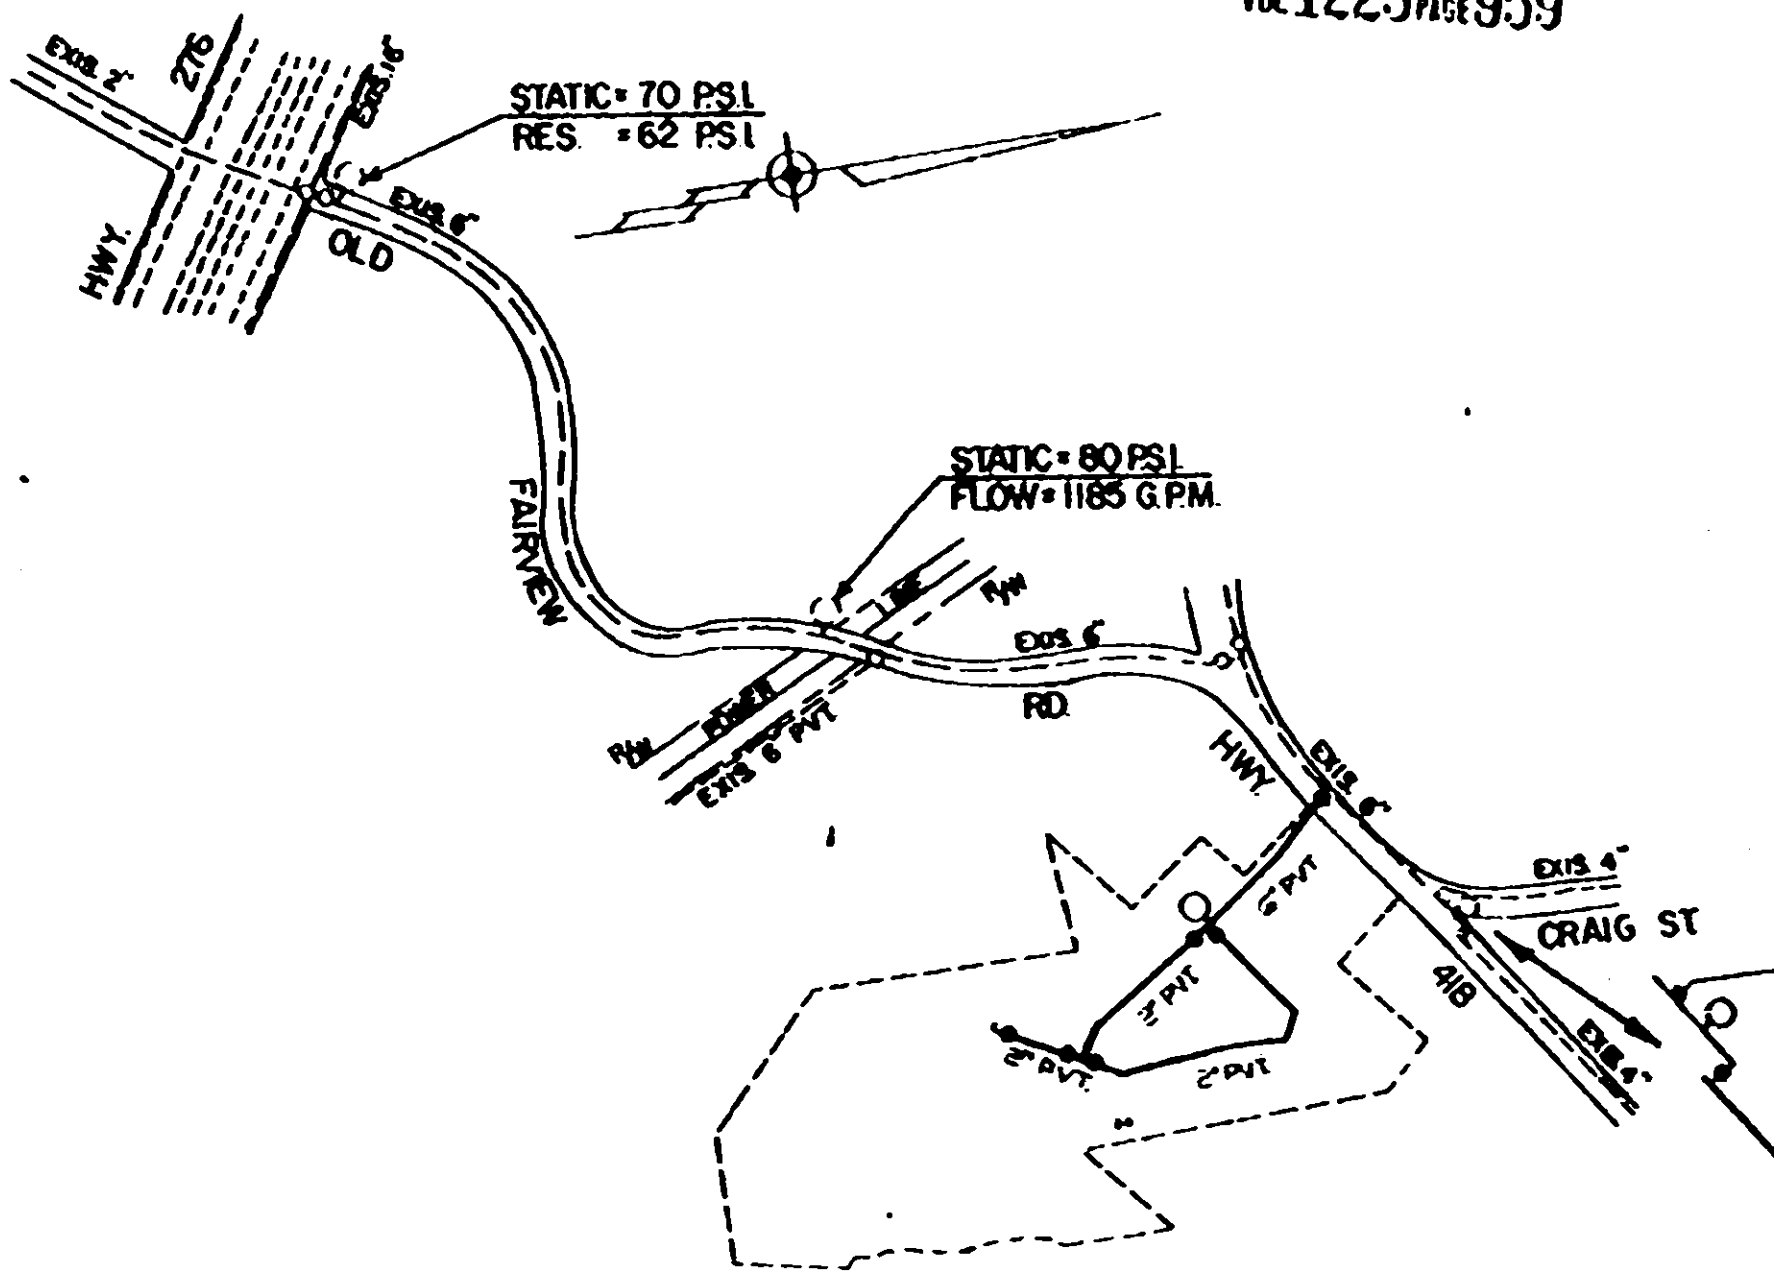 VOL 1223 PAGE 959
EXIS. 2"
276
EXIS. 16"
STATIC = 70 P.S.I.
RES. = 62 P.S.I.
HWY.
EXIS. 6"
OLD
FAIRVIEW
STATIC = 80 P.S.I.
FLOW = 1185 G.P.M.
LINE
R/W
EXIS. 6"
RD.
POWER
R/W
EXIS. 6" PVT.
HWY.
EXIS. 6"
6" PVT.
EXIS. 4"
CRAIG ST
418
2" PVT.
2" PVT.
2" PVT.
EXIS.